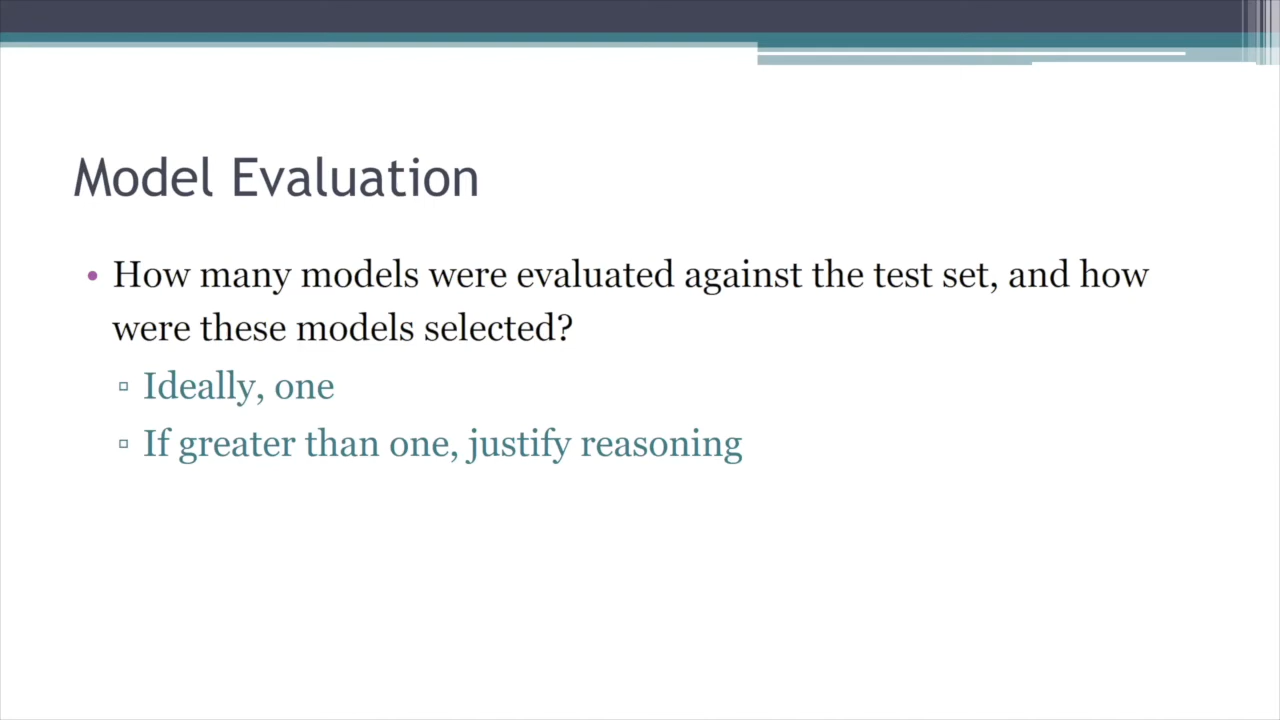 Model Evaluation
• How many models were evaluated against the test set, and how
were these models selected?
▫ Ideally, one
▫ If greater than one, justify reasoning